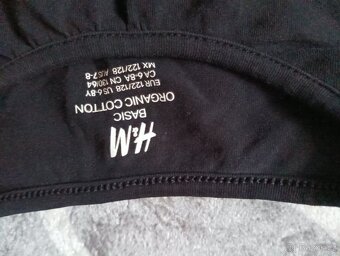 H&M
BASIC
ORGANIC COTTON
EUR 122/128 US 6-8Y
CA 6-8A CN 130/64
MX 122/128 AU 57-8